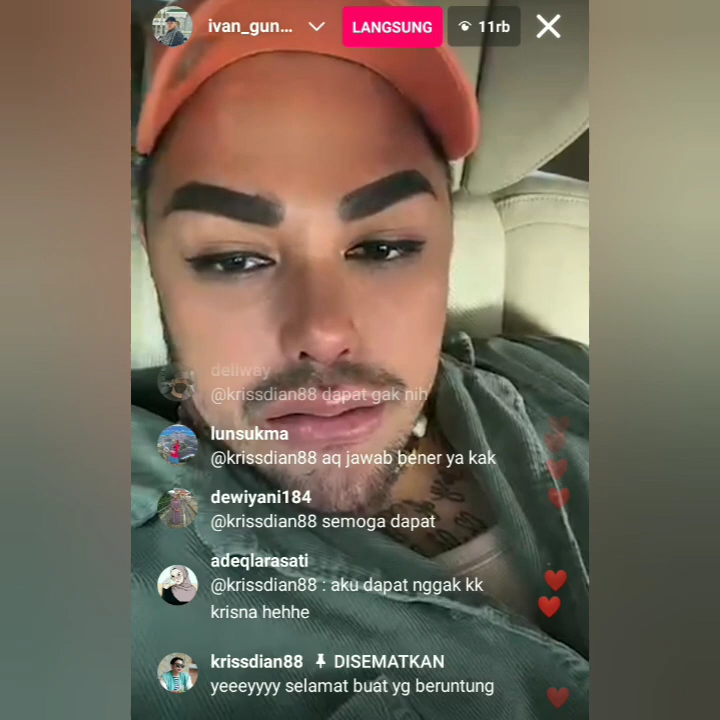 ivan_gun...
LANGSUNG
11rb
dellway
@krissdian88 dapat gak nih
lunsukma
@krissdian88 aq jawab bener ya kak
dewiyani184
@krissdian88 semoga dapat
adeqlarasati
@krissdian88 : aku dapat nggak kk
krisna hehhe
krissdian88 DISEMATKAN
yeeeyyyy selamat buat yg beruntung